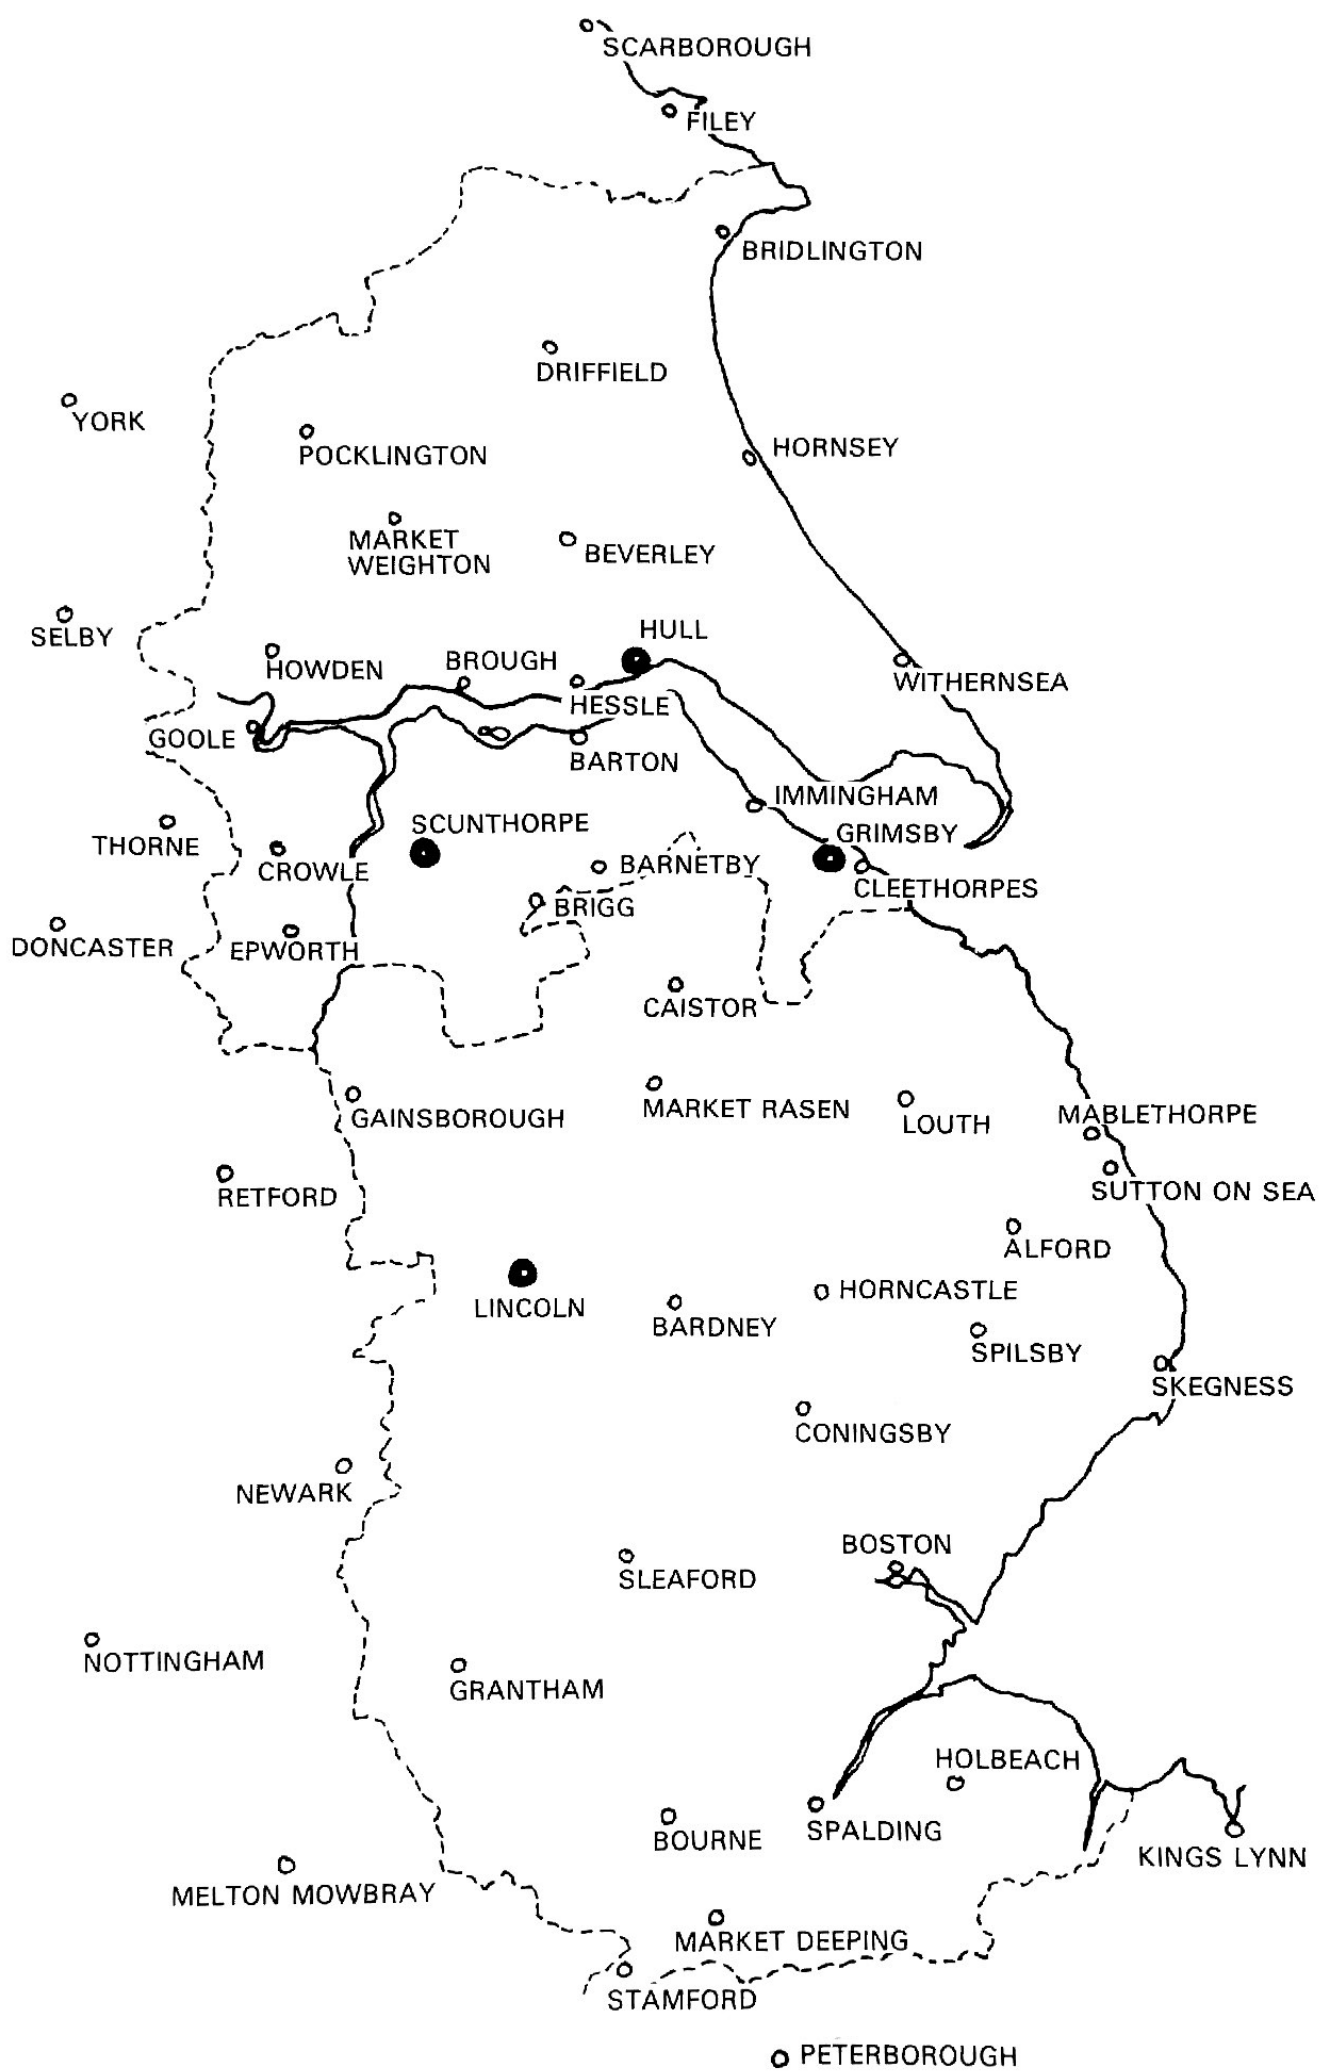 SCARBOROUGH
FILEY
BRIDLINGTON
DRIFFIELD
YORK
HORNSEY
POCKLINGTON
MARKET
WEIGHTON
BEVERLEY
SELBY
HULL
HOWDEN
BROUGH
WITHERNSEA
HESSLE
GOOLE
BARTON
IMMINGHAM
SCUNTHORPE
GRIMSBY
THORNE
CROWLE
BARNETBY
CLEETHORPES
BRIGG
DONCASTER
EPWORTH
CAISTOR
GAINSBOROUGH
MARKET RASEN
LOUTH
MABLETHORPE
RETFORD
SUTTON ON SEA
ALFORD
LINCOLN
HORNCASTLE
BARDNEY
SPILSBY
SKEGNESS
CONINGSBY
NEWARK
BOSTON
SLEAFORD
NOTTINGHAM
GRANTHAM
HOLBEACH
BOURNE
SPALDING
KINGS LYNN
MELTON MOWBRAY
MARKET DEEPING
STAMFORD
PETERBOROUGH